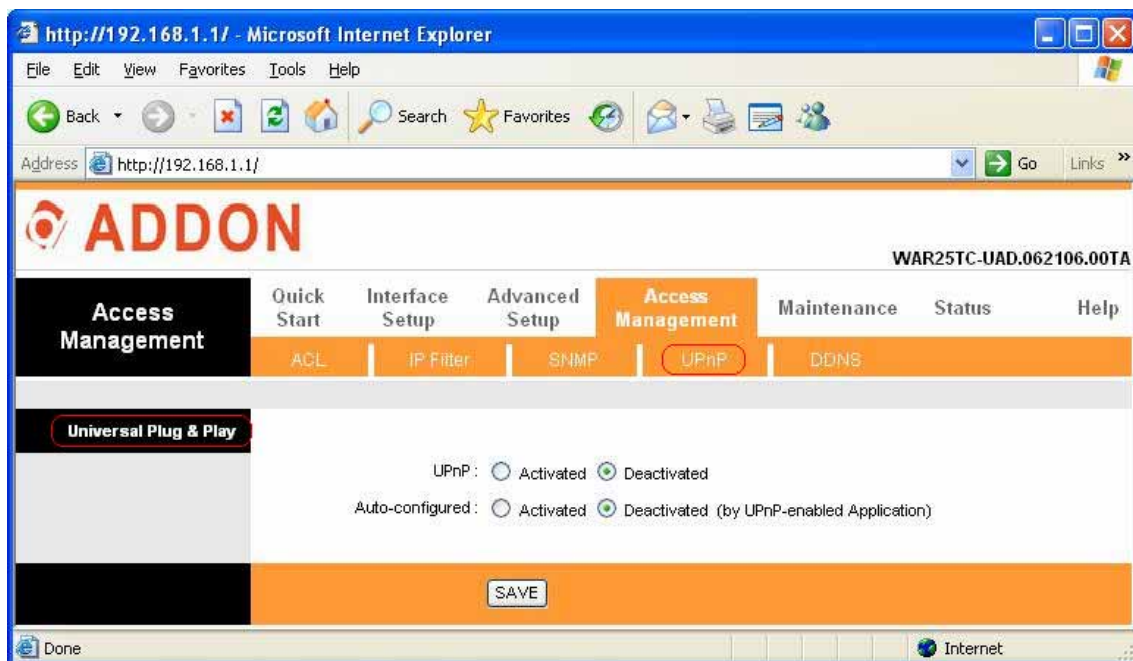 http://192.168.1.1/ - Microsoft Internet Explorer
File Edit View Favorites Tools Help
Back Search Favorites
Address http://192.168.1.1/ Go Links »
ADDON
WAR25TC-UAD.062106.00TA
Access Management
Quick Start Interface Setup Advanced Setup Access Management Maintenance Status Help
ACL IP Filter SNMP UPnP DDNS
Universal Plug & Play
UPnP : Activated Deactivated
Auto-configured : Activated Deactivated (by UPnP-enabled Application)
SAVE
Done Internet